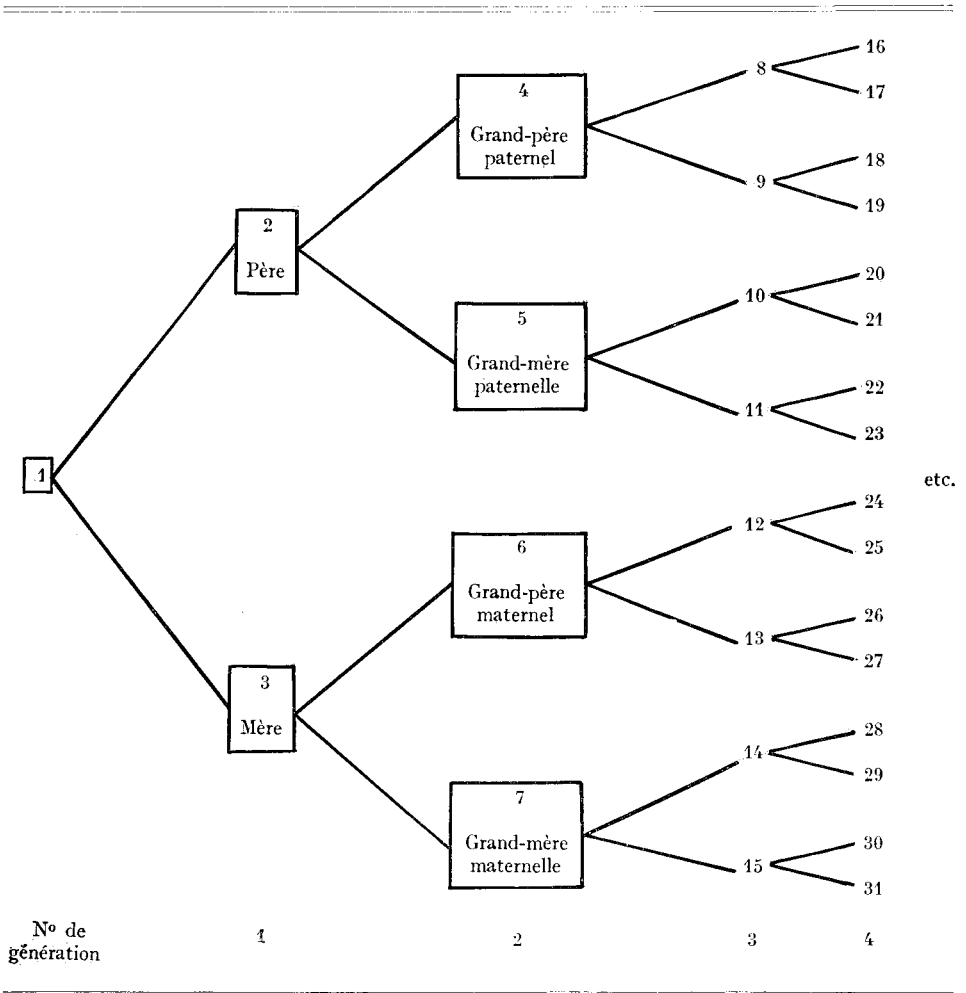 16
4
8
17
Grand-père
paternel
18
9
2
19
Père
20
10
5
21
Grand-mère
paternelle
22
11
23
1
etc.
24
12
6
25
Grand-père
maternel
26
13
27
3
28
Mère
14
29
7
30
Grand-mère
maternelle
15
31
Nº de
génération
1 2 3 4